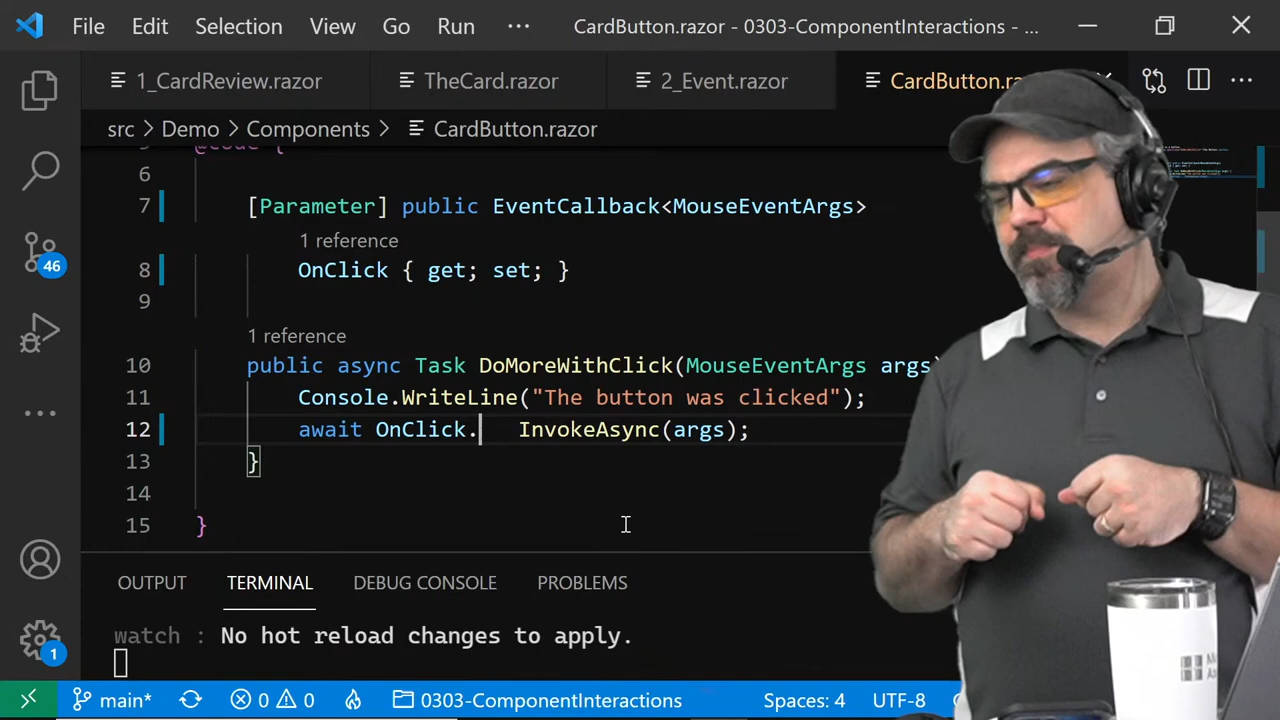 File Edit Selection View Go Run ··· CardButton.razor - 0303-ComponentInteractions - ...
1_CardReview.razor TheCard.razor 2_Event.razor CardButton.ra
src > Demo > Components > CardButton.razor
@code {
6
7 [Parameter] public EventCallback<MouseEventArgs>
1 reference
8 OnClick { get; set; }
9
1 reference
10 public async Task DoMoreWithClick(MouseEventArgs args)
11 Console.WriteLine("The button was clicked");
12 await OnClick. InvokeAsync(args);
13 }
14
15 }
46
1
OUTPUT TERMINAL DEBUG CONSOLE PROBLEMS
watch : No hot reload changes to apply.
main* 0 0 0303-ComponentInteractions Spaces: 4 UTF-8